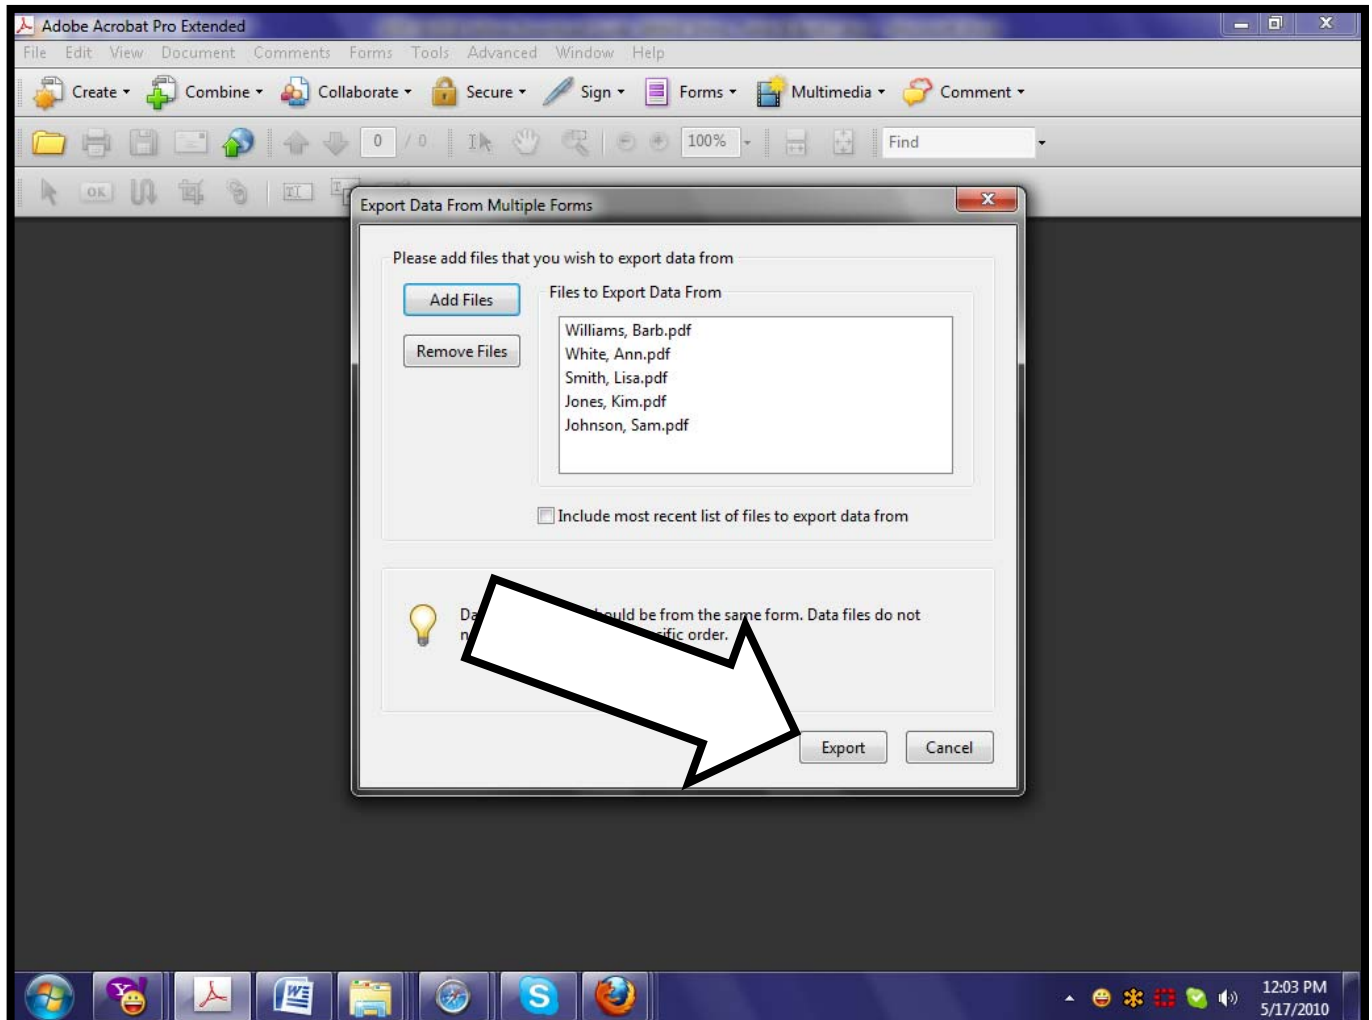 Adobe Acrobat Pro Extended
File Edit View Document Comments Forms Tools Advanced Window Help
Create Combine Collaborate Secure Sign Forms Multimedia Comment
0 / 0 100% Find
OK
Export Data From Multiple Forms
Please add files that you wish to export data from
Add Files
Files to Export Data From
Williams, Barb.pdf
Remove Files
White, Ann.pdf
Smith, Lisa.pdf
Jones, Kim.pdf
Johnson, Sam.pdf
Include most recent list of files to export data from
be from the same form. Data files do not
order.
Export Cancel
12:03 PM
5/17/2010